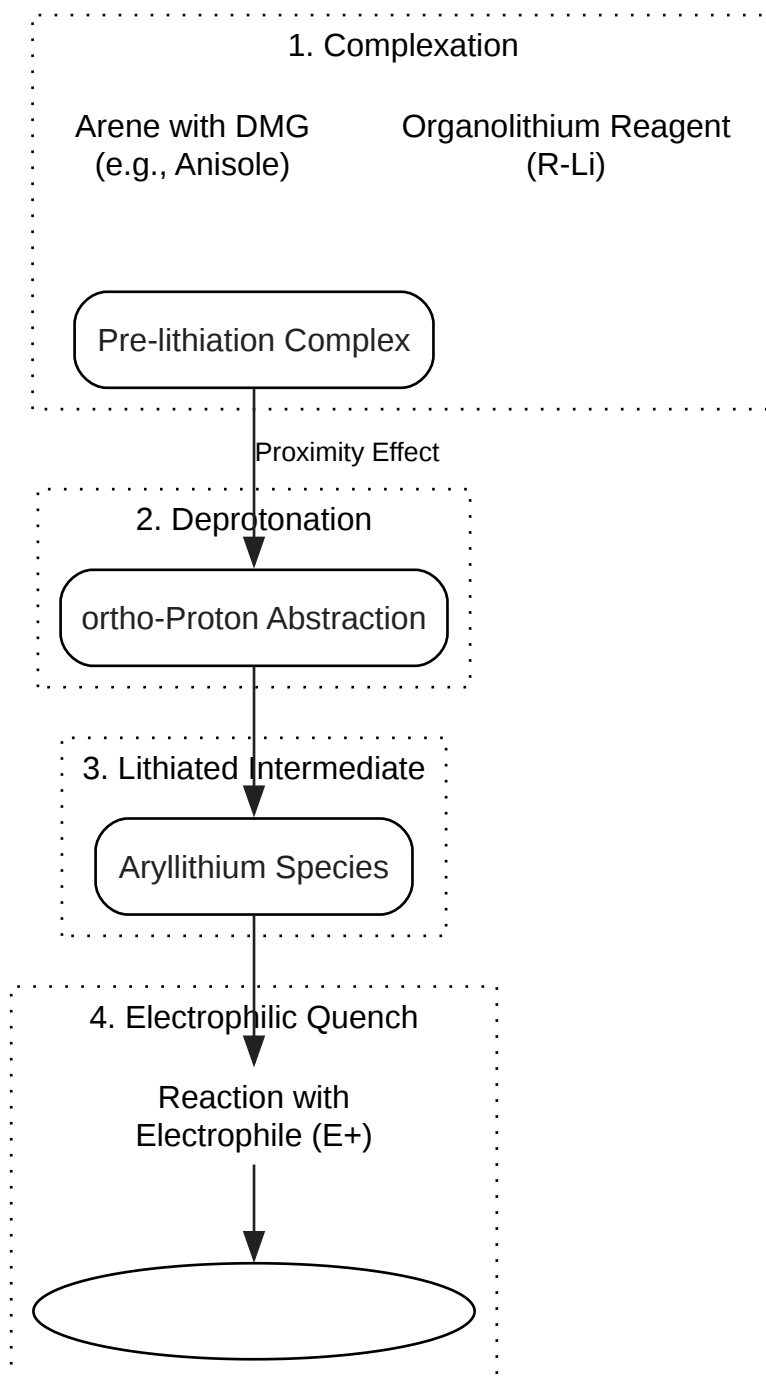 1. Complexation
Arene with DMG
(e.g., Anisole)
Organolithium Reagent
(R-Li)
Pre-lithiation Complex
Proximity Effect
2. Deprotonation
ortho-Proton Abstraction
3. Lithiated Intermediate
Aryllithium Species
4. Electrophilic Quench
Reaction with
Electrophile (E+)